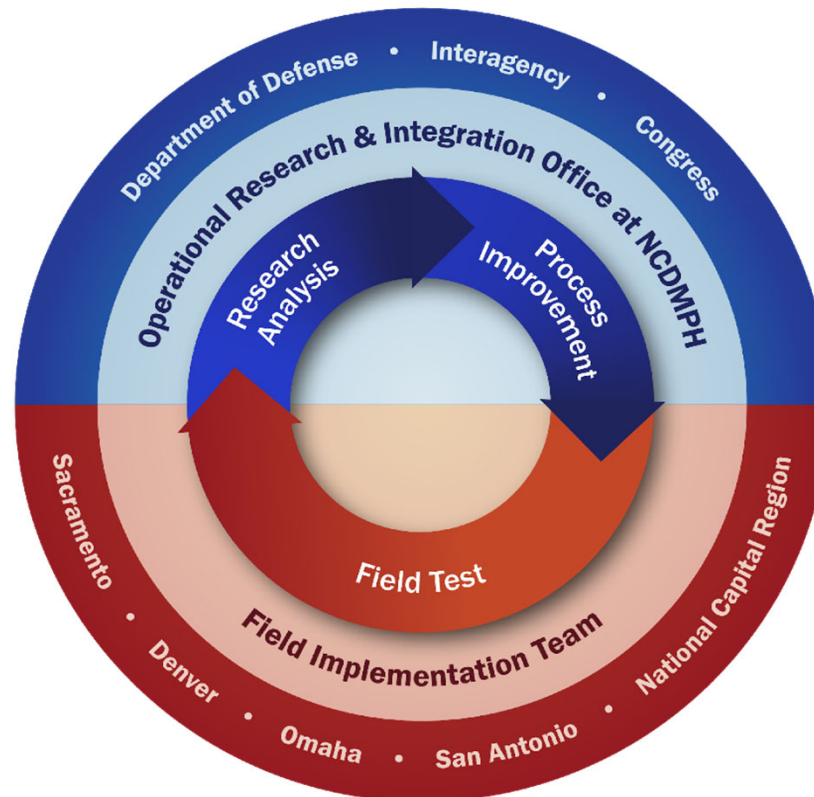 Department of Defense • Interagency • Congress
Operational Research & Integration Office at NCDMPH
Research
Analysis
Process
Improvement
Field Test
Field Implementation Team
Sacramento • Denver • Omaha • San Antonio • National Capital Region